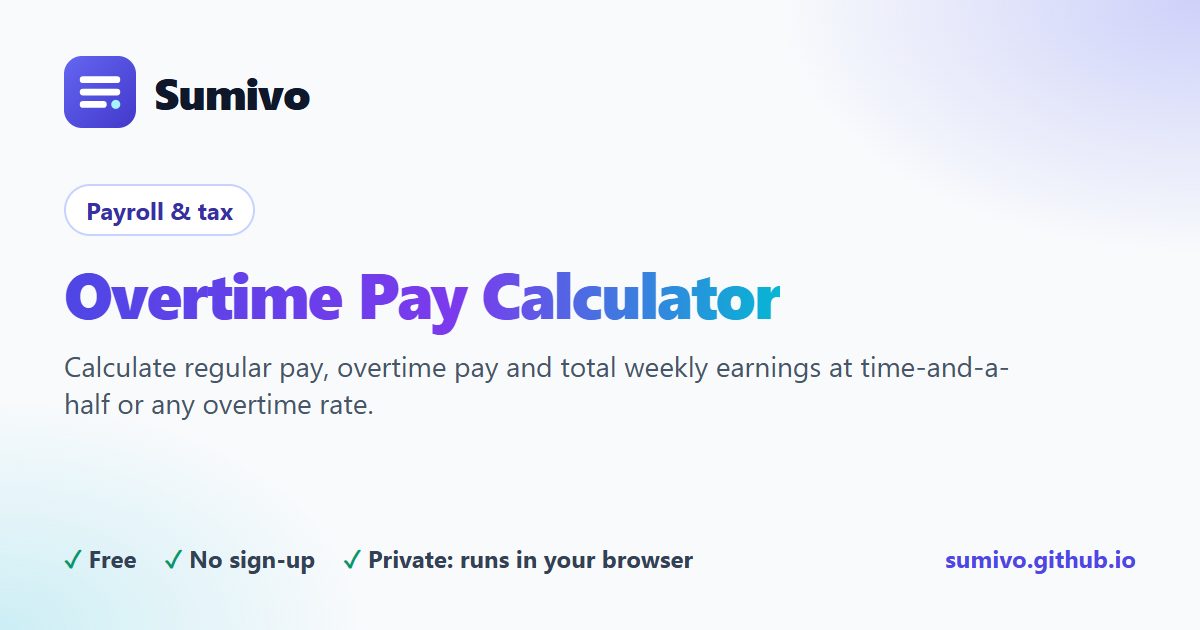 Sumivo
Payroll & tax
Overtime Pay Calculator
Calculate regular pay, overtime pay and total weekly earnings at time-and-a-
half or any overtime rate.
✓ Free ✓ No sign-up ✓ Private: runs in your browser sumivo.github.io